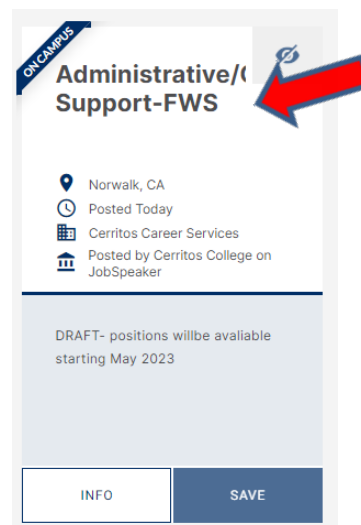 ON CAMPUS
Administrative/
Support-FWS
Norwalk, CA
Posted Today
Cerritos Career Services
Posted by Cerritos College on
JobSpeaker
DRAFT- positions willbe avaliable
starting May 2023
INFO
SAVE